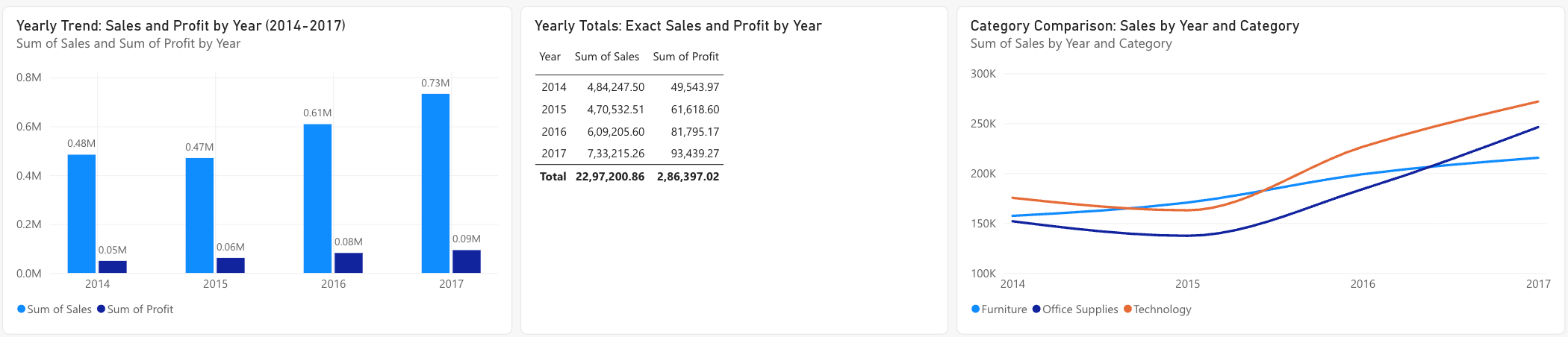 Yearly Trend: Sales and Profit by Year (2014-2017)
Sum of Sales and Sum of Profit by Year
0.8M
0.6M
0.4M
0.2M
0.0M
0.48M
0.05M
0.47M
0.06M
0.61M
0.08M
0.73M
0.09M
2014 2015 2016 2017
Sum of Sales Sum of Profit
Yearly Totals: Exact Sales and Profit by Year
Year Sum of Sales Sum of Profit
2014 4,84,247.50 49,543.97
2015 4,70,532.51 61,618.60
2016 6,09,205.60 81,795.17
2017 7,33,215.26 93,439.27
Total 22,97,200.86 2,86,397.02
Category Comparison: Sales by Year and Category
Sum of Sales by Year and Category
300K
250K
200K
150K
100K
2014 2015 2016 2017
Furniture Office Supplies Technology